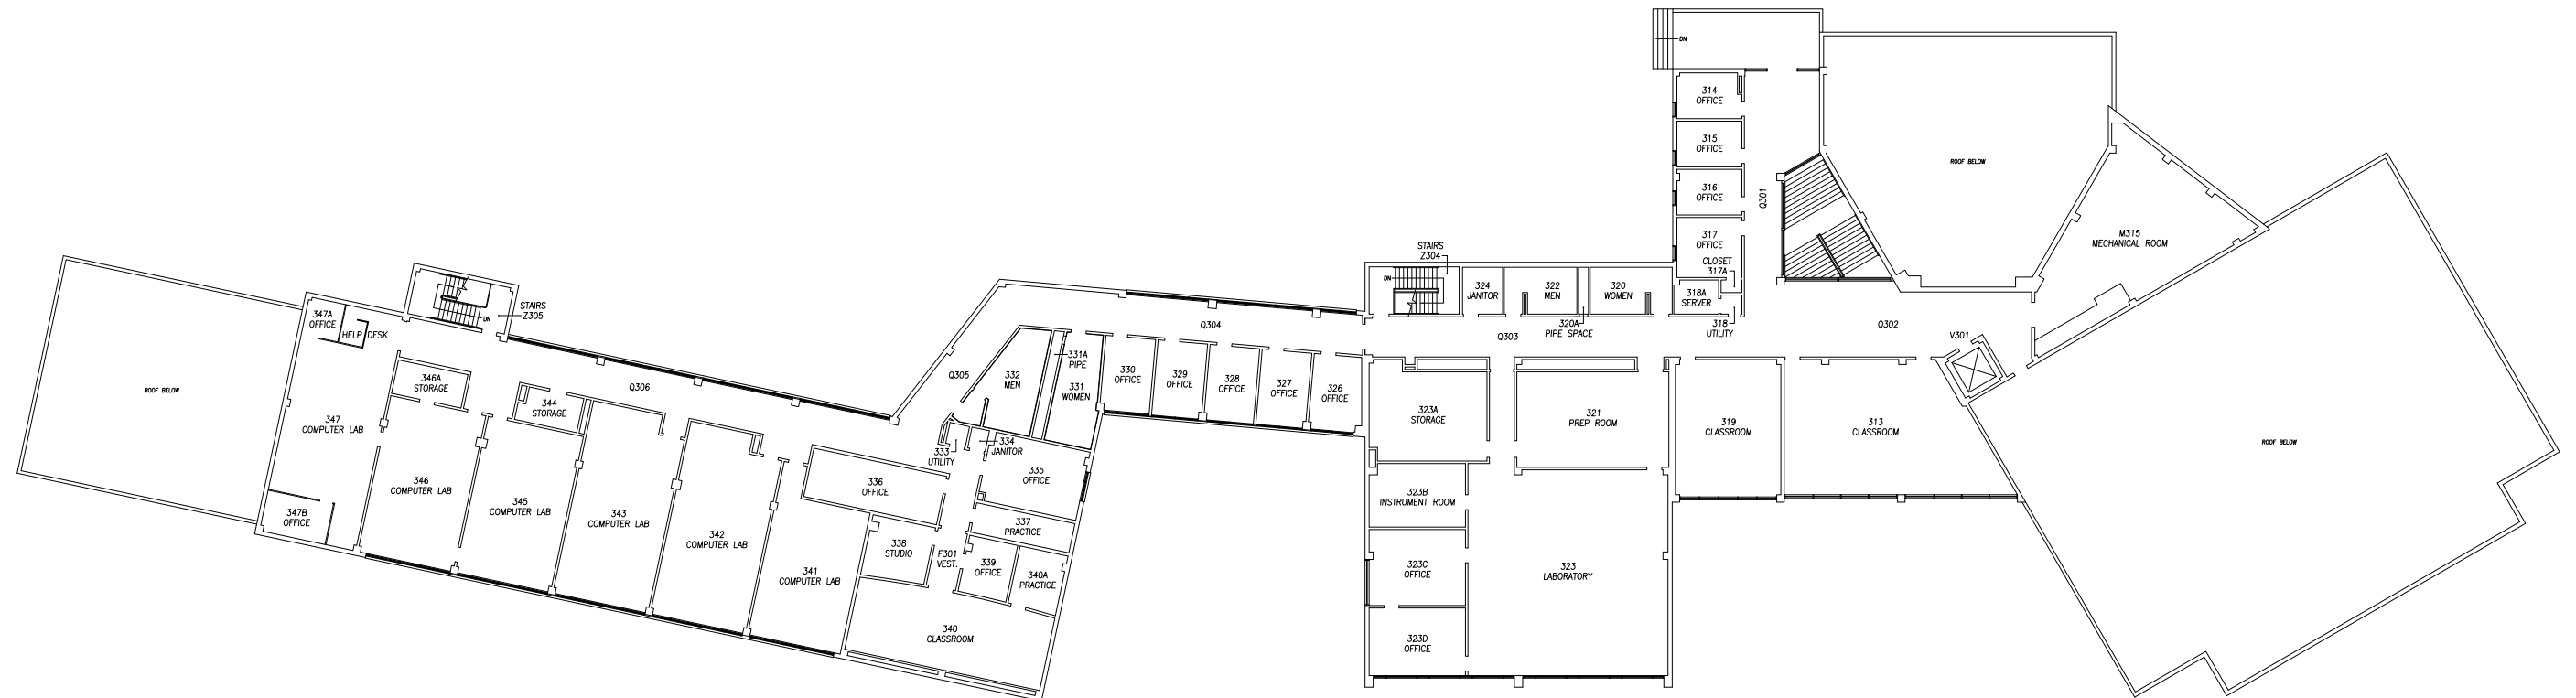 DN
314
OFFICE
315
OFFICE
316
OFFICE
317
OFFICE
CLOSET
317A
318A
SERVER
318
UTILITY
Q301
ROOF BELOW
M315
MECHANICAL ROOM
ROOF BELOW
V301
Q302
STAIRS
Z304
DN
324
JANITOR
322
MEN
320
WOMEN
320A
PIPE SPACE
Q303
323A
STORAGE
321
PREP ROOM
319
CLASSROOM
313
CLASSROOM
323B
INSTRUMENT ROOM
323C
OFFICE
323D
OFFICE
323
LABORATORY
Q304
Q305
332
MEN
331A
PIPE
331
WOMEN
330
OFFICE
329
OFFICE
328
OFFICE
327
OFFICE
326
OFFICE
333
UTILITY
334
JANITOR
335
OFFICE
336
OFFICE
337
PRACTICE
338
STUDIO
F301
VEST.
339
OFFICE
340A
PRACTICE
340
CLASSROOM
341
COMPUTER LAB
342
COMPUTER LAB
343
COMPUTER LAB
344
STORAGE
345
COMPUTER LAB
346
COMPUTER LAB
346A
STORAGE
Q306
STAIRS
Z305
DN
347A
OFFICE
HELP DESK
347
COMPUTER LAB
347B
OFFICE
ROOF BELOW